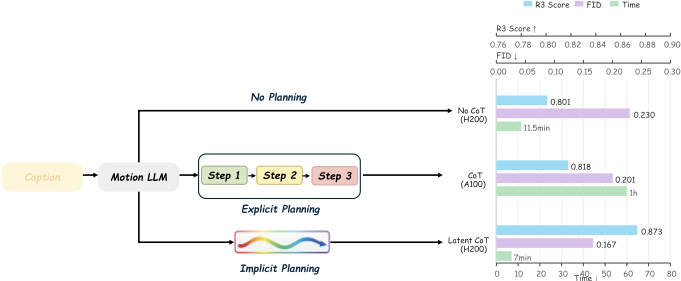 R3 Score FID Time
R3 Score ↑
0.76 0.78 0.80 0.82 0.84 0.86 0.88 0.90
FID ↓
0.00 0.05 0.10 0.15 0.20 0.25 0.30
No Planning
No CoT
(H200)
0.801
0.230
11.5min
Caption
Motion LLM
Step 1 Step 2 Step 3
Explicit Planning
CoT
(A100)
0.818
0.201
1h
Implicit Planning
Latent CoT
(H200)
0.873
0.167
7min
0 10 20 30 40 50 60 70 80
Time ↓